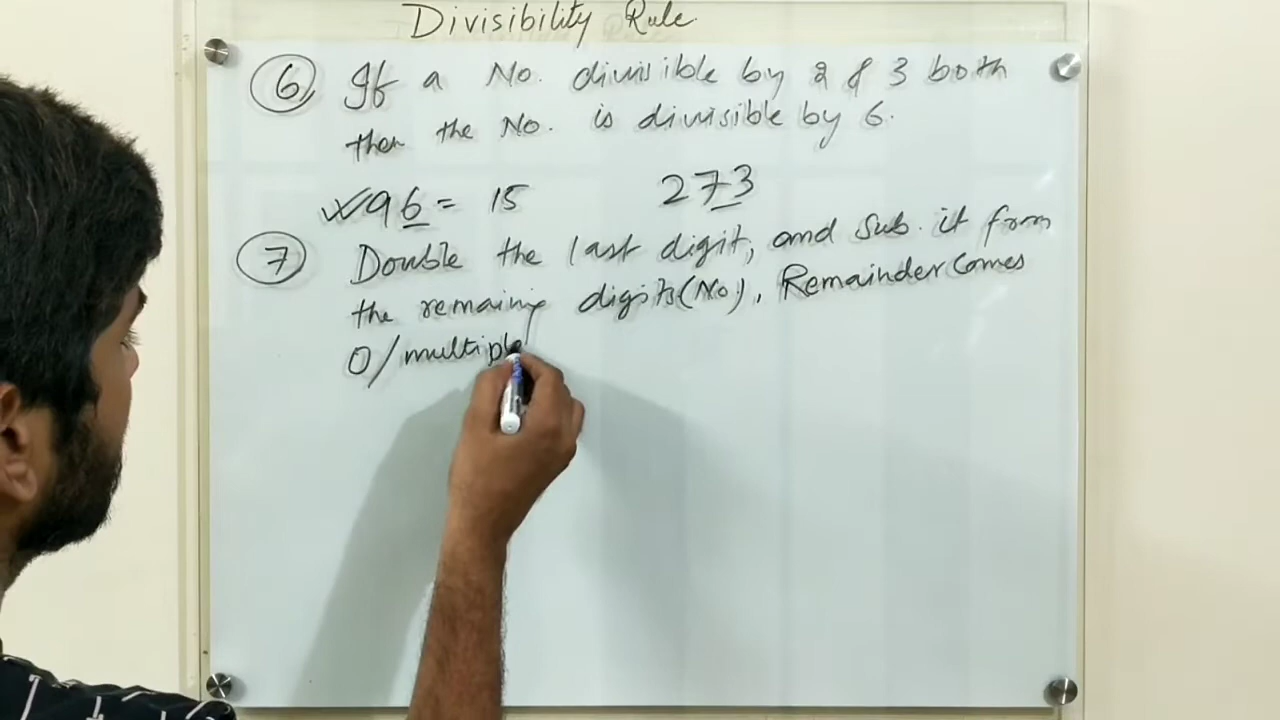 Divisibility Rule
6 If a No. divisible by 2 & 3 both
then the No. is divisible by 6.
✓96 = 15 273
7 Double the last digit, and Sub. it from
the remaing digits(No), Remainder Comes
0/multiple